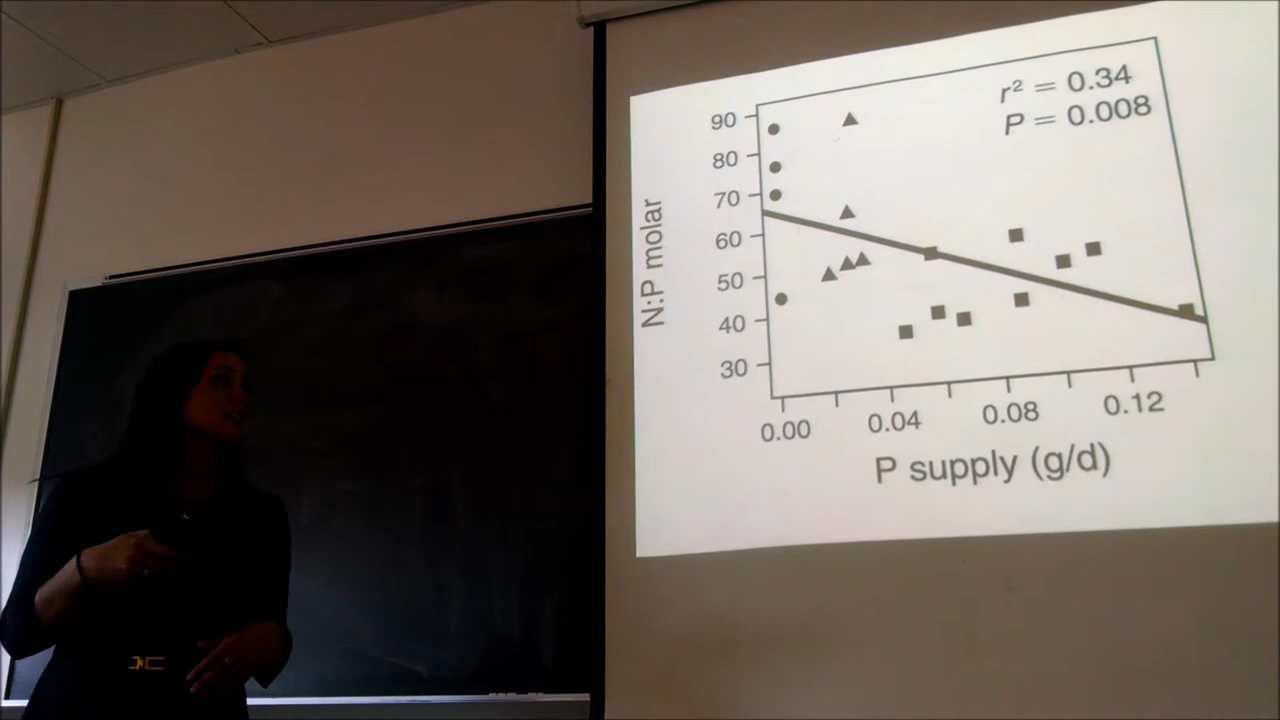 r² = 0.34
P = 0.008
90
80
70
60
50
40
30
N:P molar
0.00 0.04 0.08 0.12
P supply (g/d)